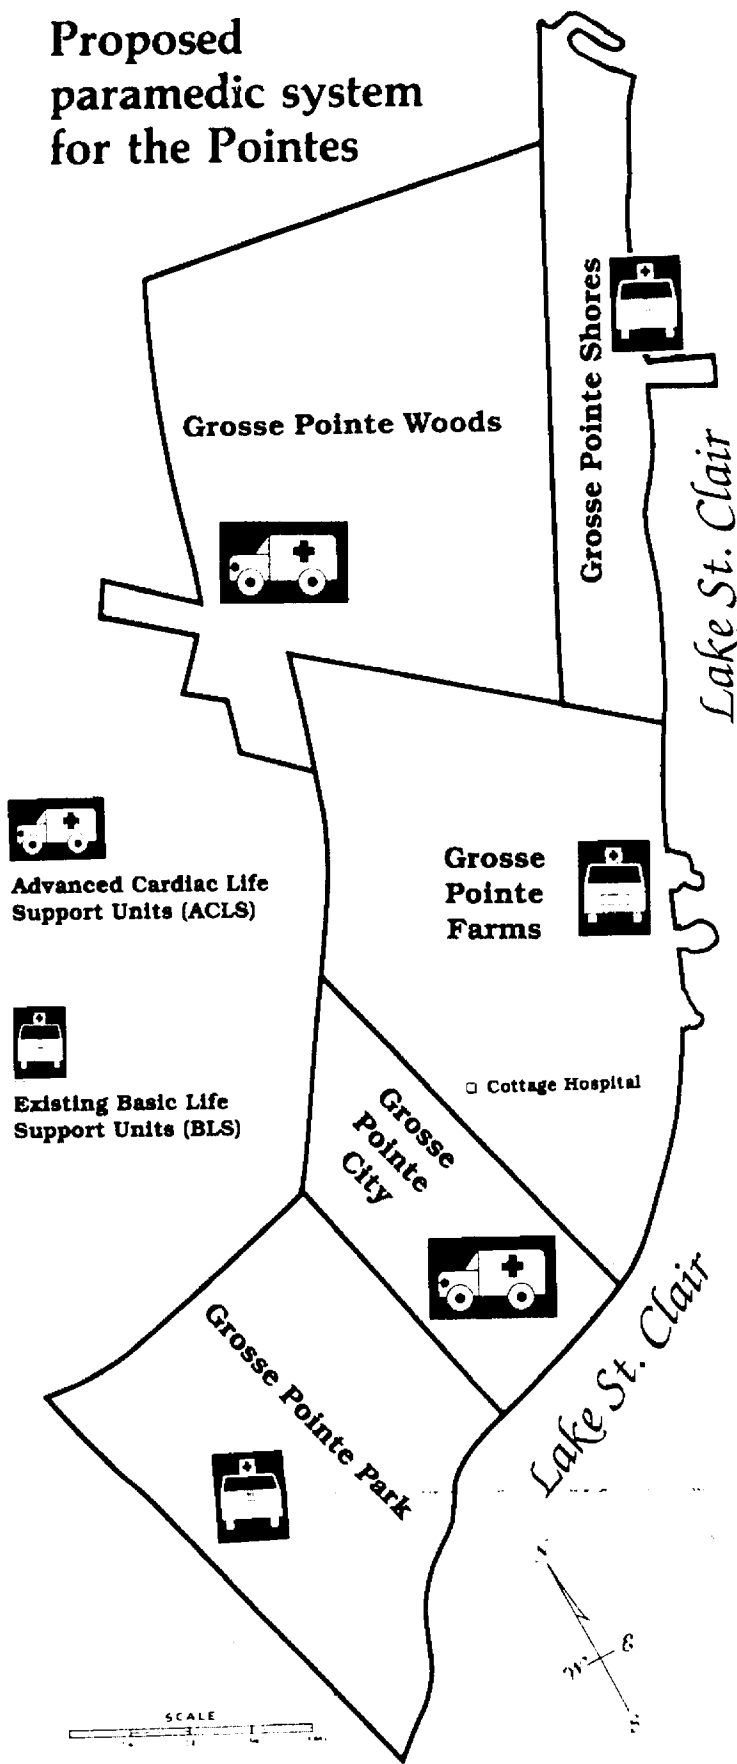 Proposed
paramedic system
for the Pointes
Grosse Pointe Shores
Grosse Pointe Woods
Lake St. Clair
Advanced Cardiac Life
Support Units (ACLS)
Grosse
Pointe
Farms
Existing Basic Life
Support Units (BLS)
Cottage Hospital
Grosse
Pointe
City
Grosse Pointe Park
Lake St. Clair
W E
S
SCALE